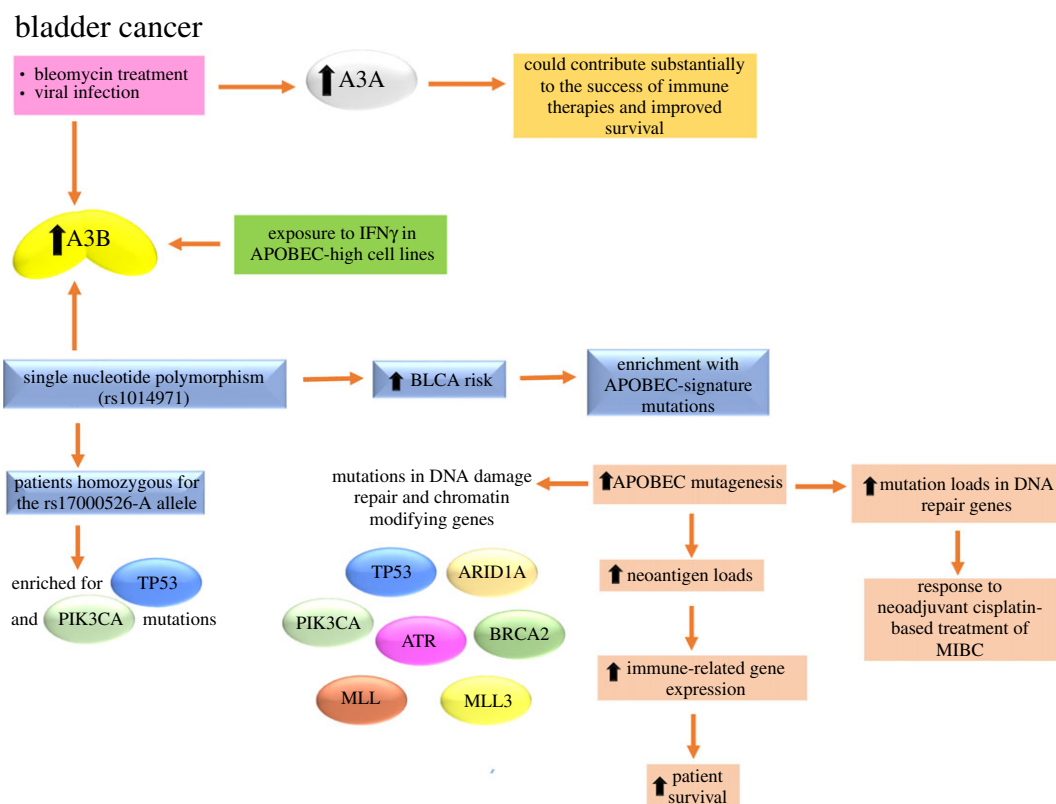 bladder cancer
• bleomycin treatment
• viral infection
A3A
could contribute substantially
to the success of immune
therapies and improved
survival
A3B
exposure to IFNγ in
APOBEC-high cell lines
single nucleotide polymorphism
(rs1014971)
BLCA risk
enrichment with
APOBEC-signature
mutations
patients homozygous for
the rs17000526-A allele
enriched for TP53
and PIK3CA mutations
mutations in DNA damage
repair and chromatin
modifying genes
TP53
ARID1A
PIK3CA
ATR
BRCA2
MLL
MLL3
APOBEC mutagenesis
neoantigen loads
immune-related gene
expression
patient
survival
mutation loads in DNA
repair genes
response to
neoadjuvant cisplatin-
based treatment of
MIBC